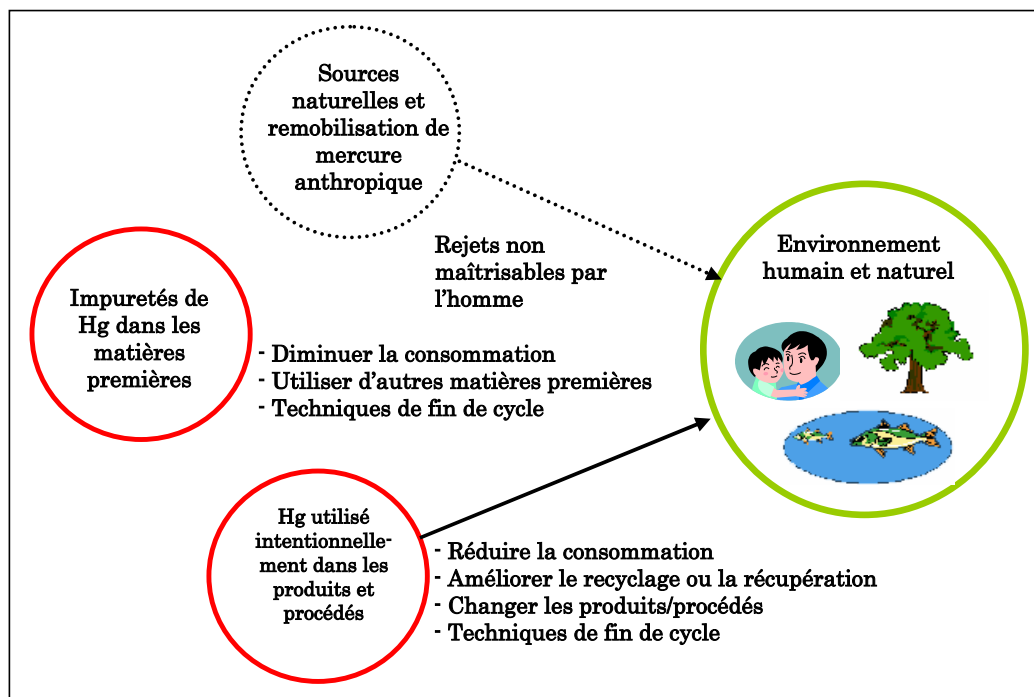 Sources
naturelles et
remobilisation de
mercure
anthropique
Rejets non
maîtrisables par
l'homme
Environnement
humain et naturel
Impuretés de
Hg dans les
matières
premières
- Diminuer la consommation
- Utiliser d'autres matières premières
- Techniques de fin de cycle
Hg utilisé
intentionnelle-
ment dans les
produits et
procédés
- Réduire la consommation
- Améliorer le recyclage ou la récupération
- Changer les produits/procédés
- Techniques de fin de cycle